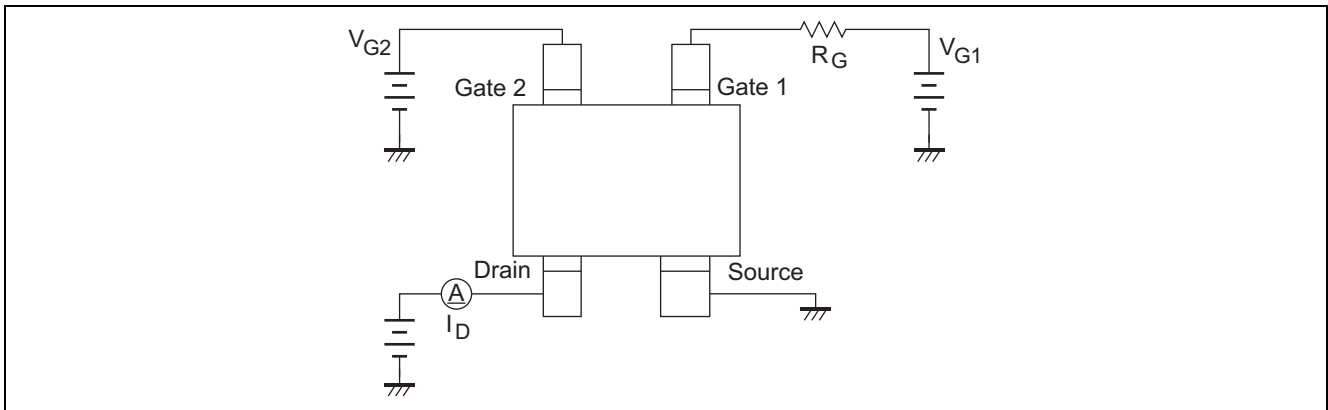 VG2
RG
VG1
Gate 2
Gate 1
Drain
Source
A
ID